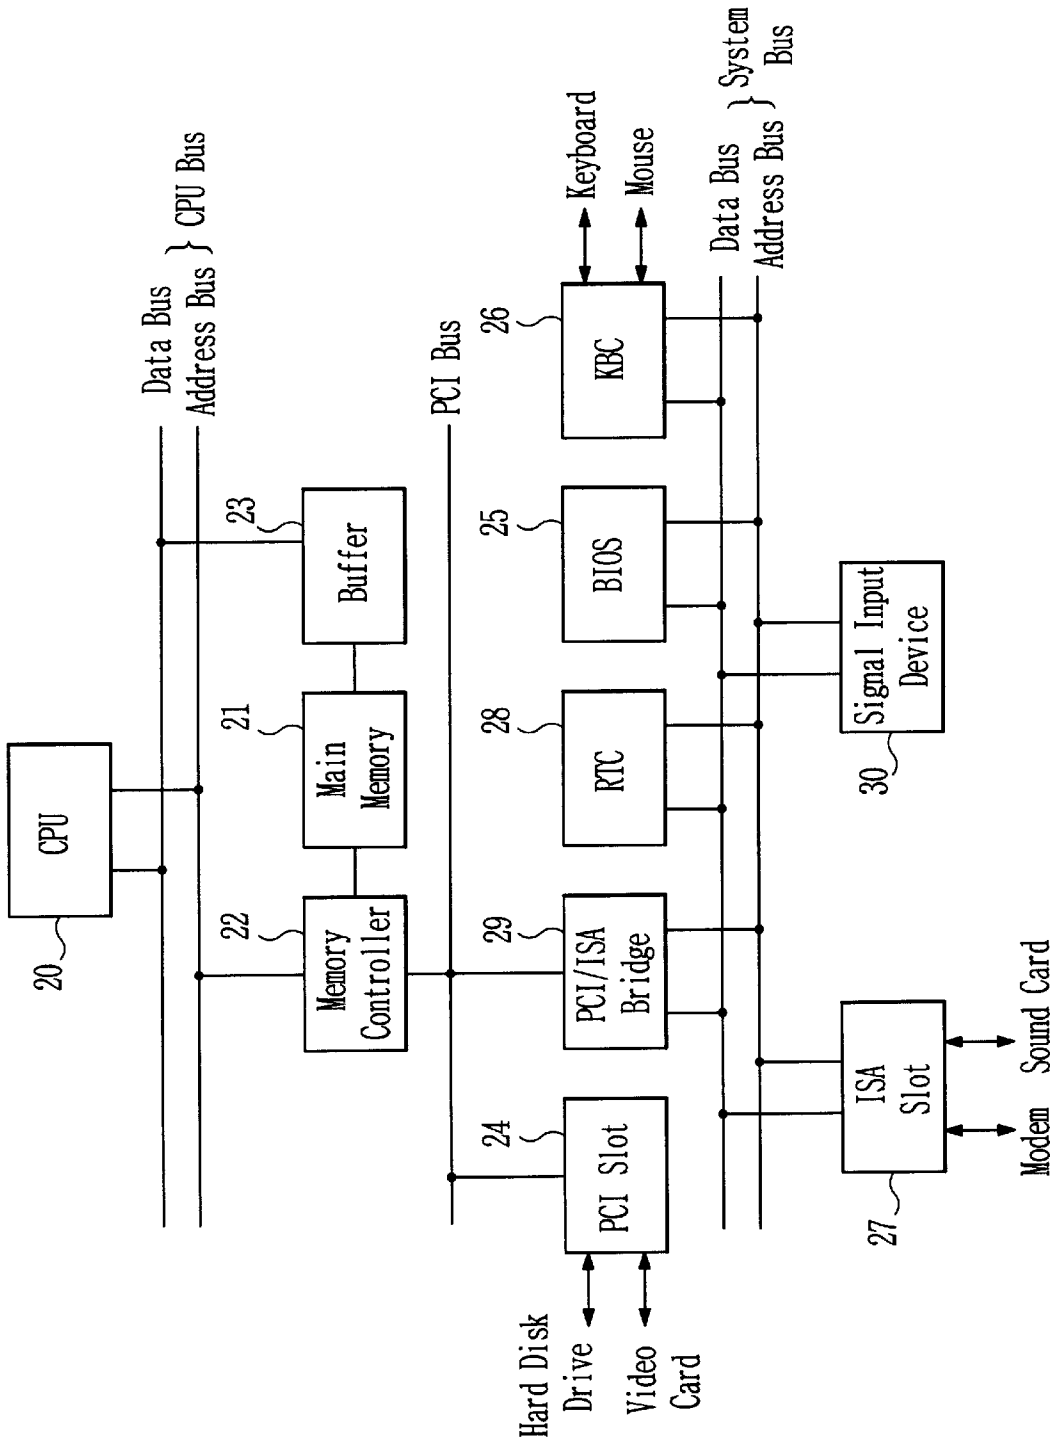 CPU
20
Data Bus
Address Bus
} CPU Bus
22
Memory
Controller
21
Main
Memory
23
Buffer
PCI Bus
Hard Disk
Drive
Video
Card
24
PCI Slot
29
PCI/ISA
Bridge
28
RTC
25
BIOS
26
KBC
Keyboard
Mouse
Data Bus
Address Bus
} System
Bus
27
ISA
Slot
Modem
Sound Card
30
Signal Input
Device